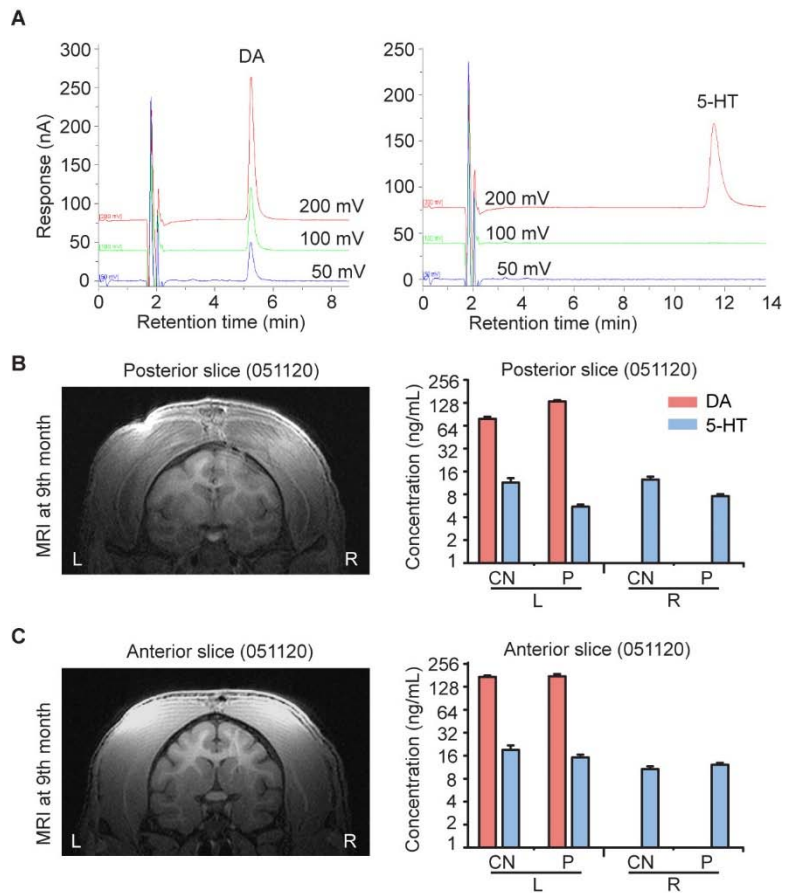 A
DA
5-HT
Response (nA)
300
250
200
150
100
50
0
200 mV
100 mV
50 mV
0 2 4 6 8
Retention time (min)
250
200
150
100
50
0
200 mV
100 mV
50 mV
0 2 4 6 8 10 12 13.6
Retention time (min)
B
Posterior slice (051120)
MRI at 9th month
L R
Posterior slice (051120)
Concentration (ng/mL)
256
128
64
32
16
8
4
2
1
DA
5-HT
CN P CN P
L R
C
Anterior slice (051120)
MRI at 9th month
L R
Anterior slice (051120)
Concentration (ng/mL)
256
128
64
32
16
8
4
2
1
CN P CN P
L R